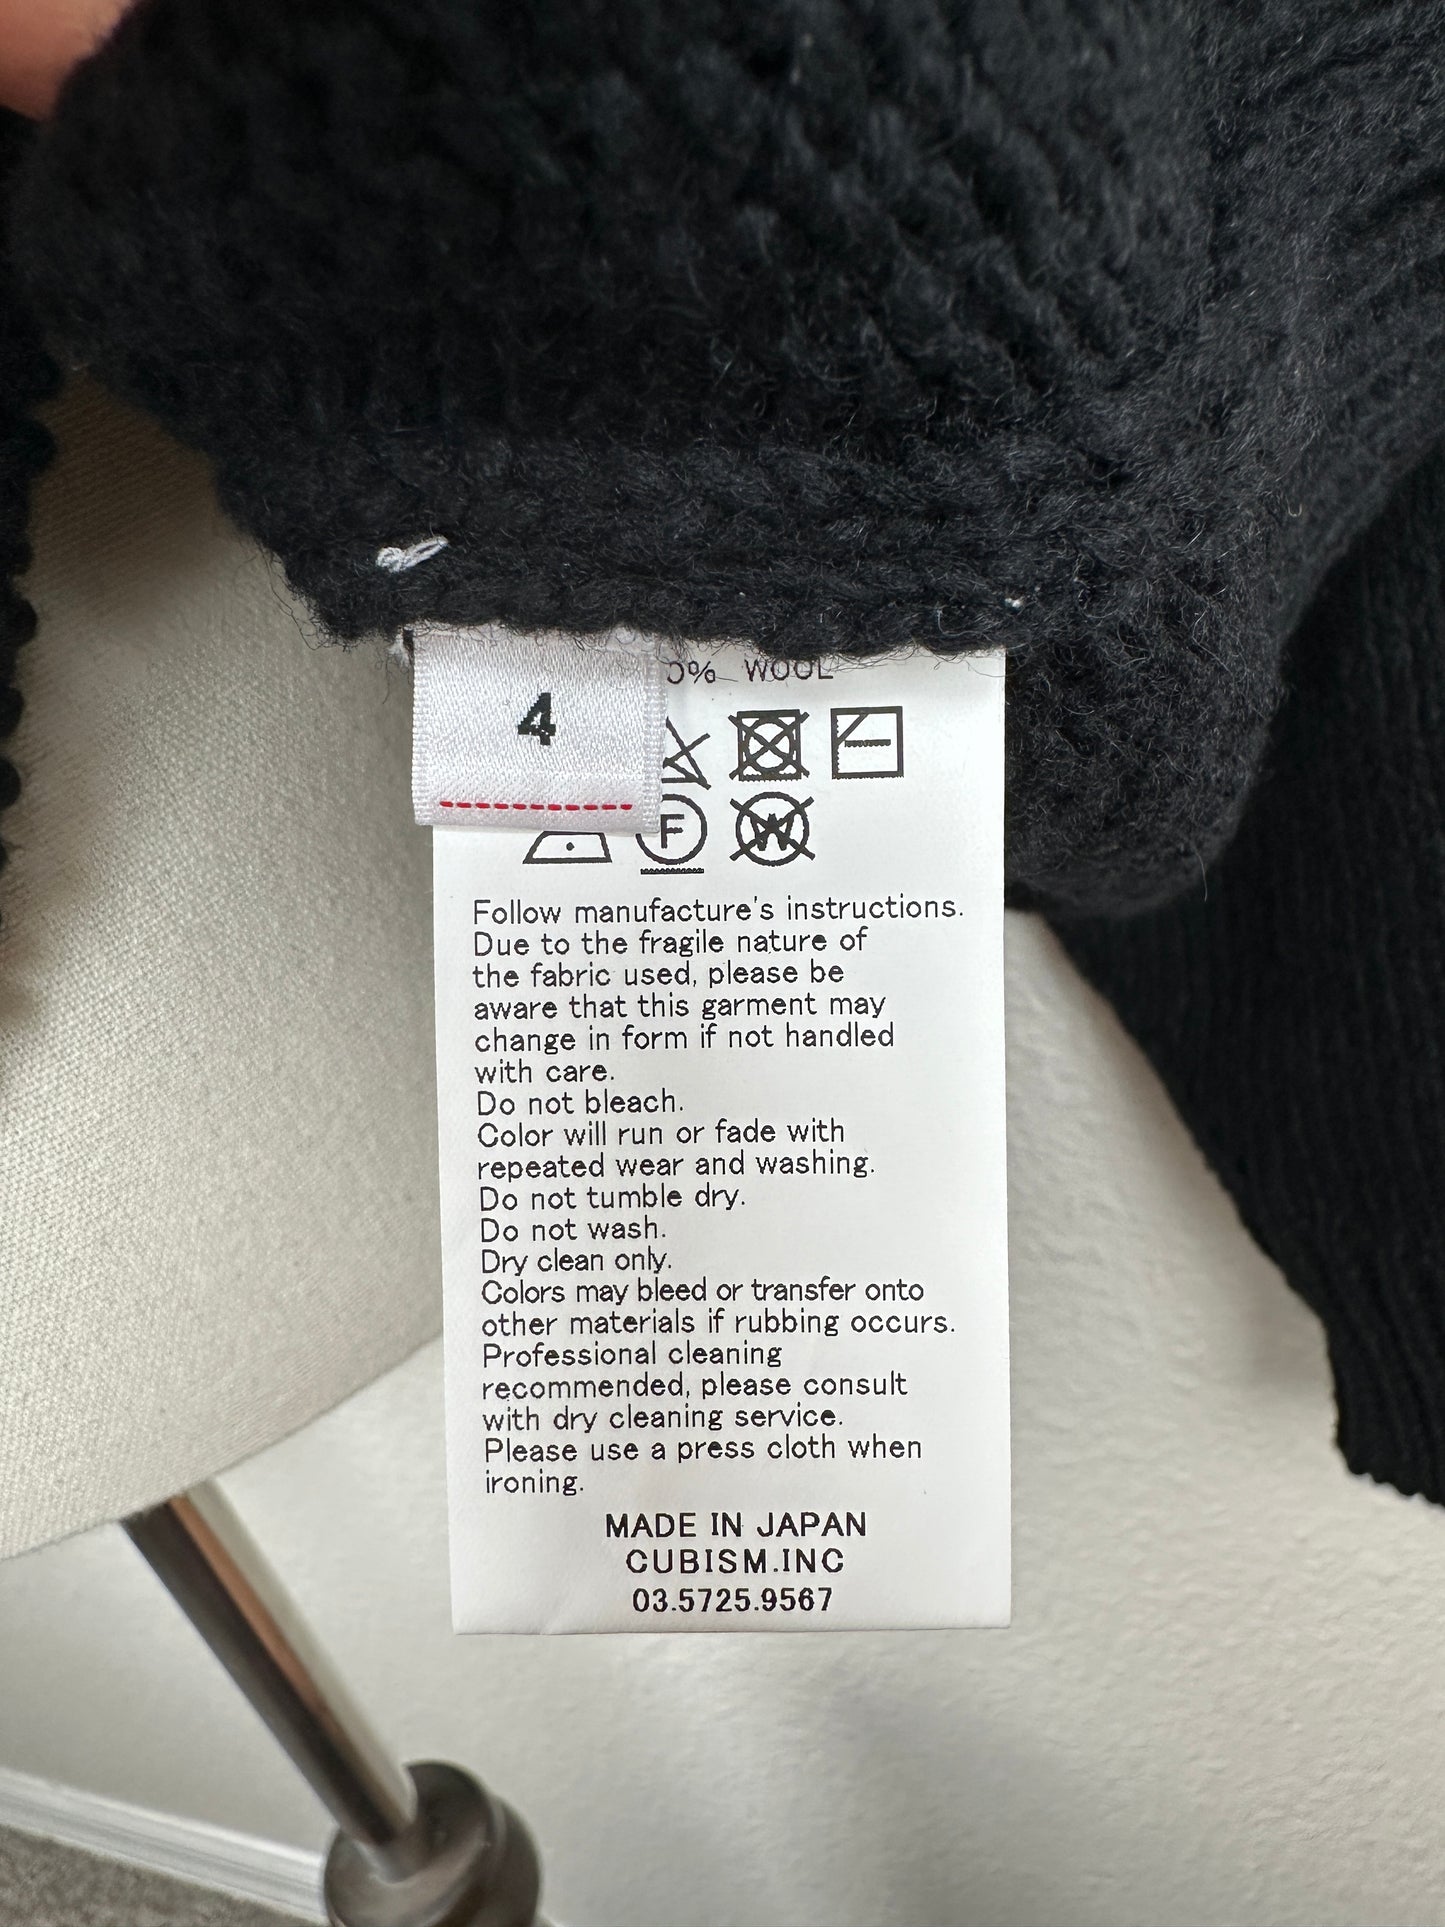 4
WOOL
F
W
Follow manufacture's instructions.
Due to the fragile nature of
the fabric used, please be
aware that this garment may
change in form if not handled
with care.
Do not bleach.
Color will run or fade with
repeated wear and washing.
Do not tumble dry.
Do not wash.
Dry clean only.
Colors may bleed or transfer onto
other materials if rubbing occurs.
Professional cleaning
recommended, please consult
with dry cleaning service.
Please use a press cloth when
ironing.
MADE IN JAPAN
CUBISM.INC
03.5725.9567